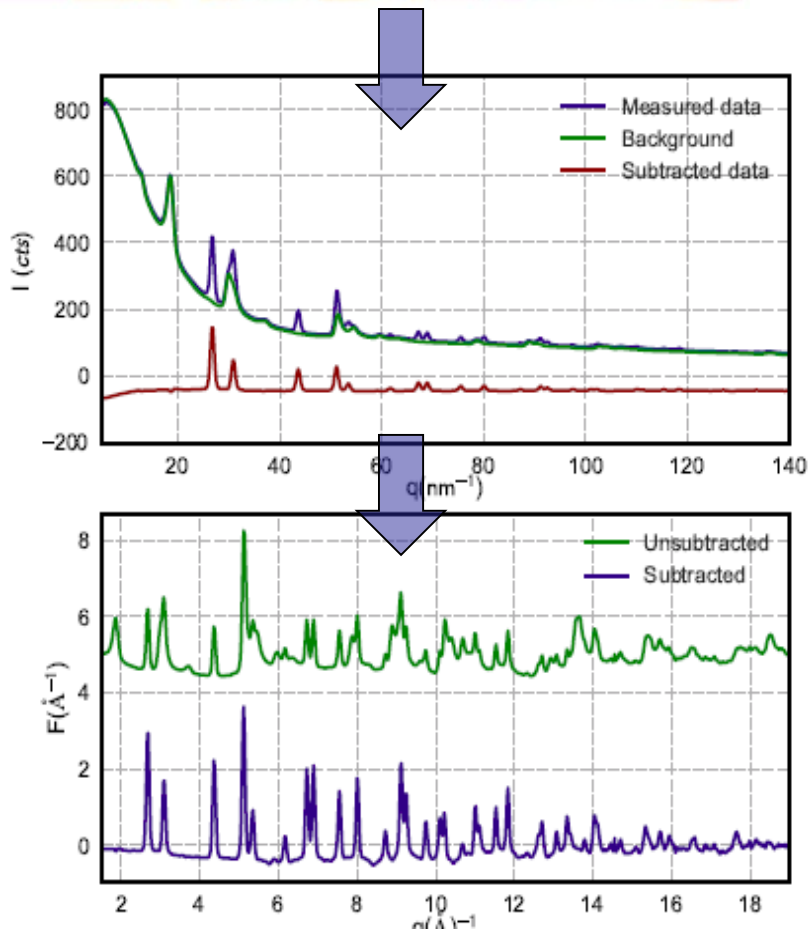 800
600
400
200
0
−200
I (cts)
Measured data
Background
Subtracted data
20 40 60 80 100 120 140
q(nm⁻¹)
8
6
4
2
0
F(Å⁻¹)
Unsubtracted
Subtracted
2 4 6 8 10 12 14 16 18
q(Å)⁻¹